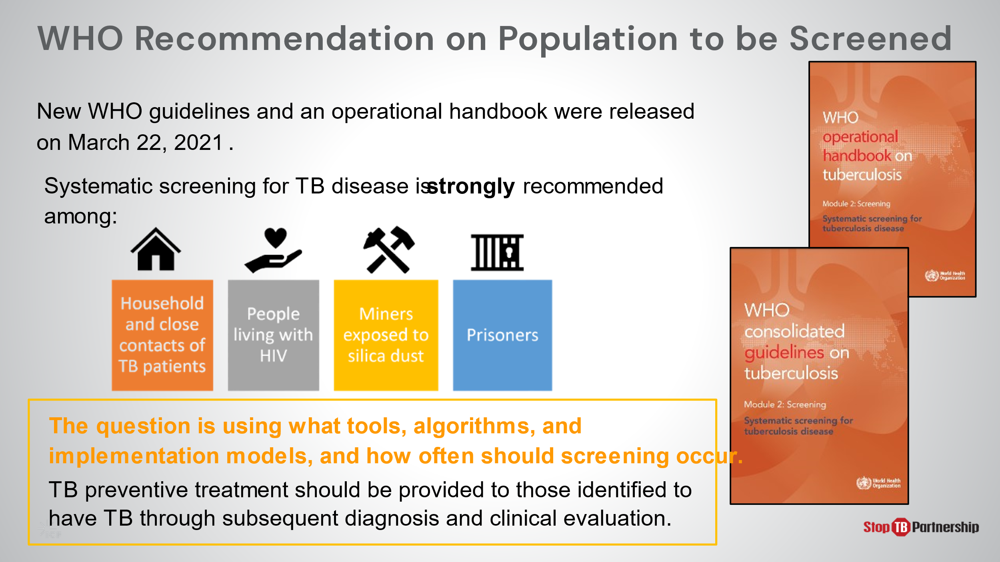 WHO Recommendation on Population to be Screened
New WHO guidelines and an operational handbook were released
on March 22, 2021 .
Systematic screening for TB disease is strongly recommended
among:
Household
and close
contacts of
TB patients
People
living with
HIV
Miners
exposed to
silica dust
Prisoners
The question is using what tools, algorithms, and
implementation models, and how often should screening occur.
TB preventive treatment should be provided to those identified to
have TB through subsequent diagnosis and clinical evaluation.
WHO
operational
handbook on
tuberculosis
Module 2: Screening
Systematic screening for
tuberculosis disease
World Health
Organization
WHO
consolidated
guidelines on
tuberculosis
Module 2: Screening
Systematic screening for
tuberculosis disease
World Health
Organization
Stop TB Partnership